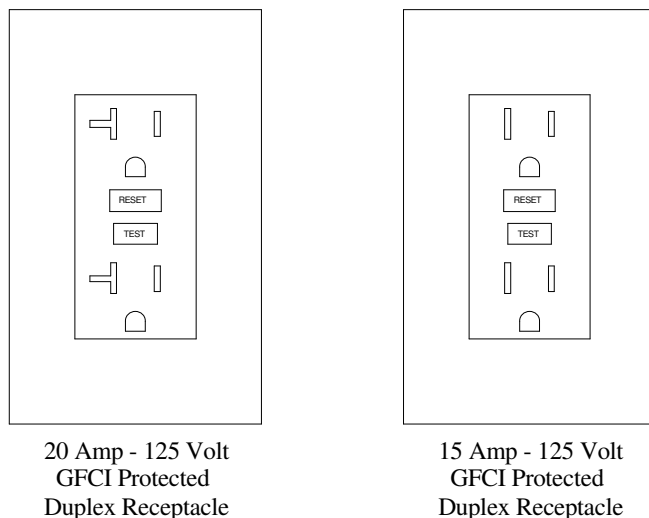 RESET
TEST
20 Amp - 125 Volt
GFCI Protected
Duplex Receptacle
RESET
TEST
15 Amp - 125 Volt
GFCI Protected
Duplex Receptacle